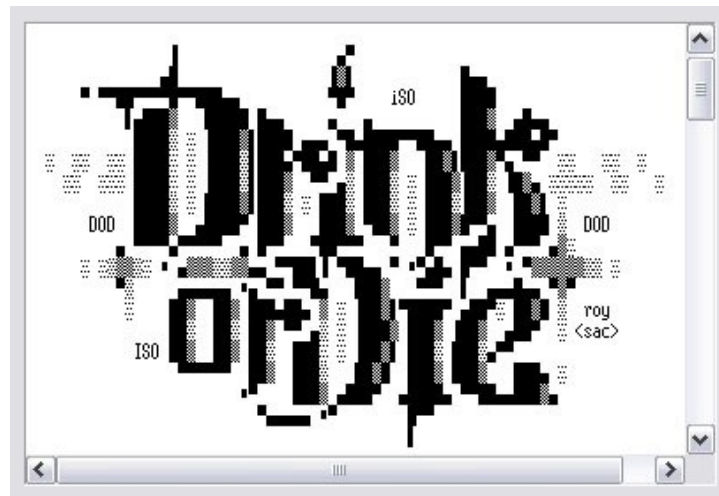 iSO
Drink
DOD DOD
or Die
roy
<sac>
ISO